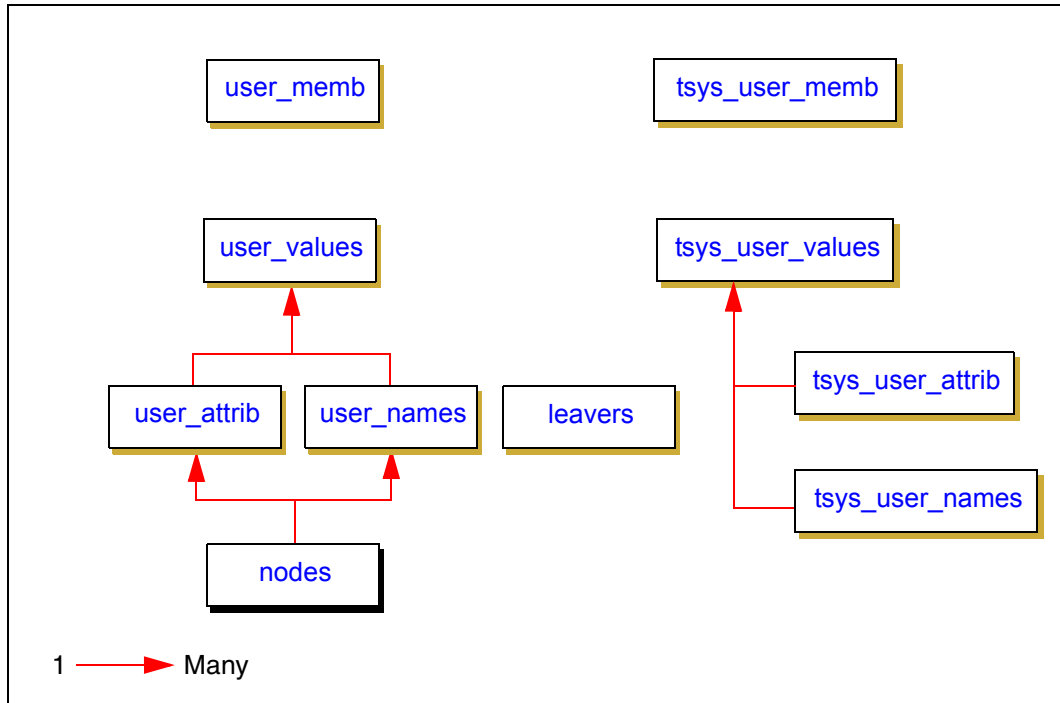 user_memb
tsys_user_memb
user_values
tsys_user_values
tsys_user_attrib
user_attrib
user_names
leavers
tsys_user_names
nodes
1 Many